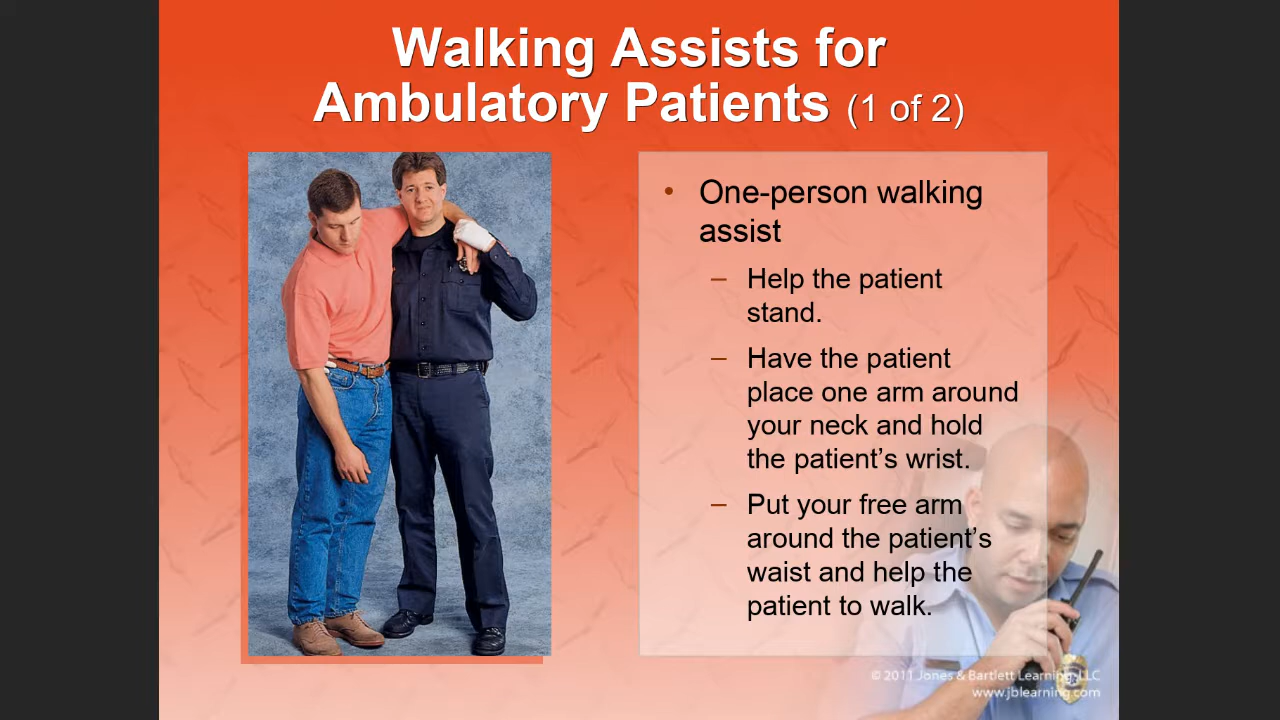 Walking Assists for
Ambulatory Patients (1 of 2)
• One-person walking
assist
– Help the patient
stand.
– Have the patient
place one arm around
your neck and hold
the patient’s wrist.
– Put your free arm
around the patient’s
waist and help the
patient to walk.
© 2011 Jones & Bartlett Learning, LLC
www.jblearning.com